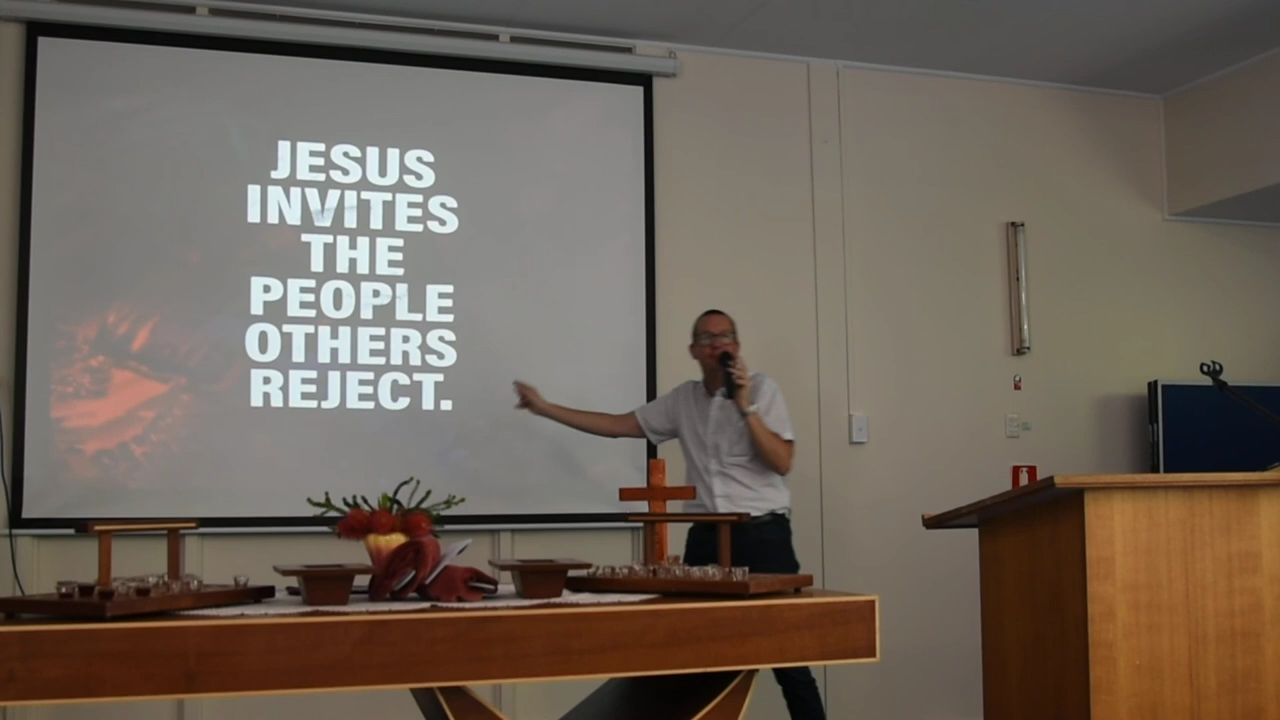 JESUS
INVITES
THE
PEOPLE
OTHERS
REJECT.